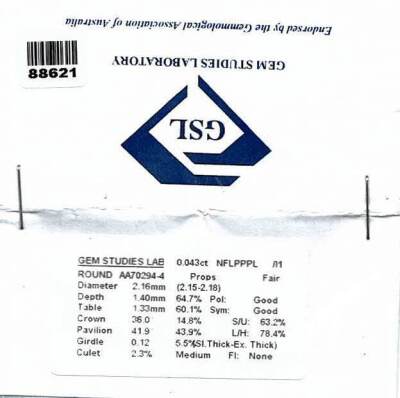 Endorsed by the Gemmological Association of Australia
GEM STUDIES LABORATORY
88621
GSL
GEM STUDIES LAB 0.043ct NFLPPPL /I1
ROUND AA70294-4 Props Fair
Diameter 2.16mm (2.15-2.18)
Depth 1.40mm 64.7% Pol: Good
Table 1.33mm 60.1% Sym: Good
Crown 36.0 14.8% S/U: 63.2%
Pavilion 41.9 43.9% L/H: 78.4%
Girdle 0.12 5.5%(Sl.Thick-Ex. Thick)
Culet 2.3% Medium Fl: None